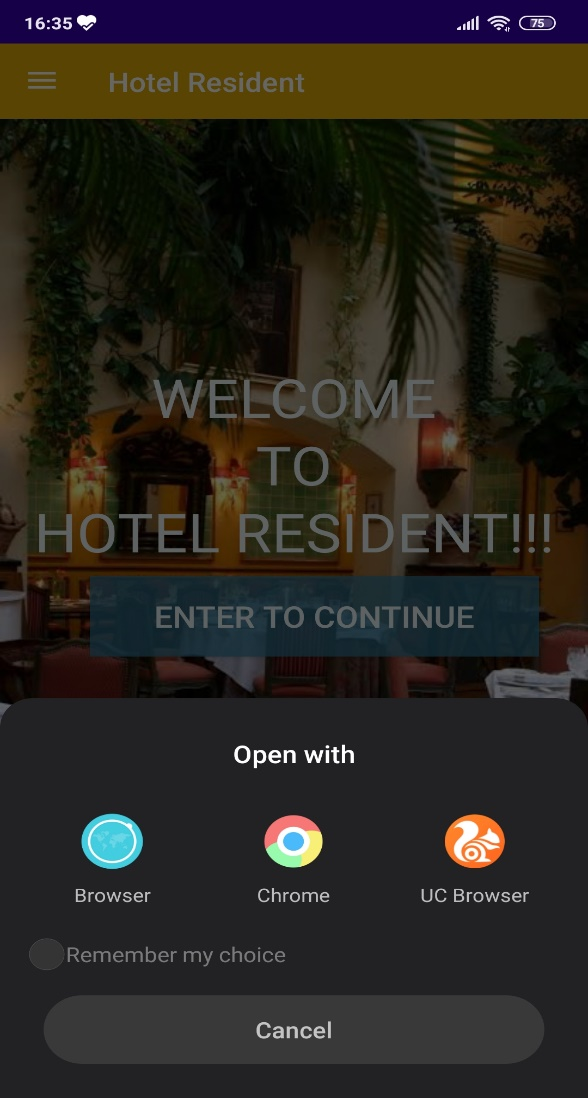 16:35
75
Hotel Resident
WELCOME
TO
HOTEL RESIDENT!!!
ENTER TO CONTINUE
Open with
Browser Chrome UC Browser
Remember my choice
Cancel